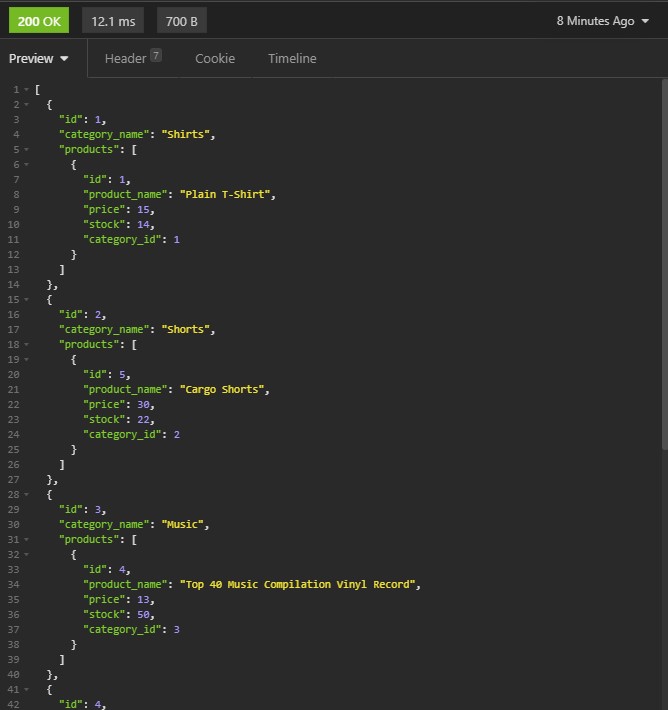 200 OK 12.1 ms 700 B 8 Minutes Ago
Preview Header 7 Cookie Timeline
1 [
2 {
3 "id": 1,
4 "category_name": "Shirts",
5 "products": [
6 {
7 "id": 1,
8 "product_name": "Plain T-Shirt",
9 "price": 15,
10 "stock": 14,
11 "category_id": 1
12 }
13 ]
14 },
15 {
16 "id": 2,
17 "category_name": "Shorts",
18 "products": [
19 {
20 "id": 5,
21 "product_name": "Cargo Shorts",
22 "price": 30,
23 "stock": 22,
24 "category_id": 2
25 }
26 ]
27 },
28 {
29 "id": 3,
30 "category_name": "Music",
31 "products": [
32 {
33 "id": 4,
34 "product_name": "Top 40 Music Compilation Vinyl Record",
35 "price": 13,
36 "stock": 50,
37 "category_id": 3
38 }
39 ]
40 },
41 {
42 "id": 4,